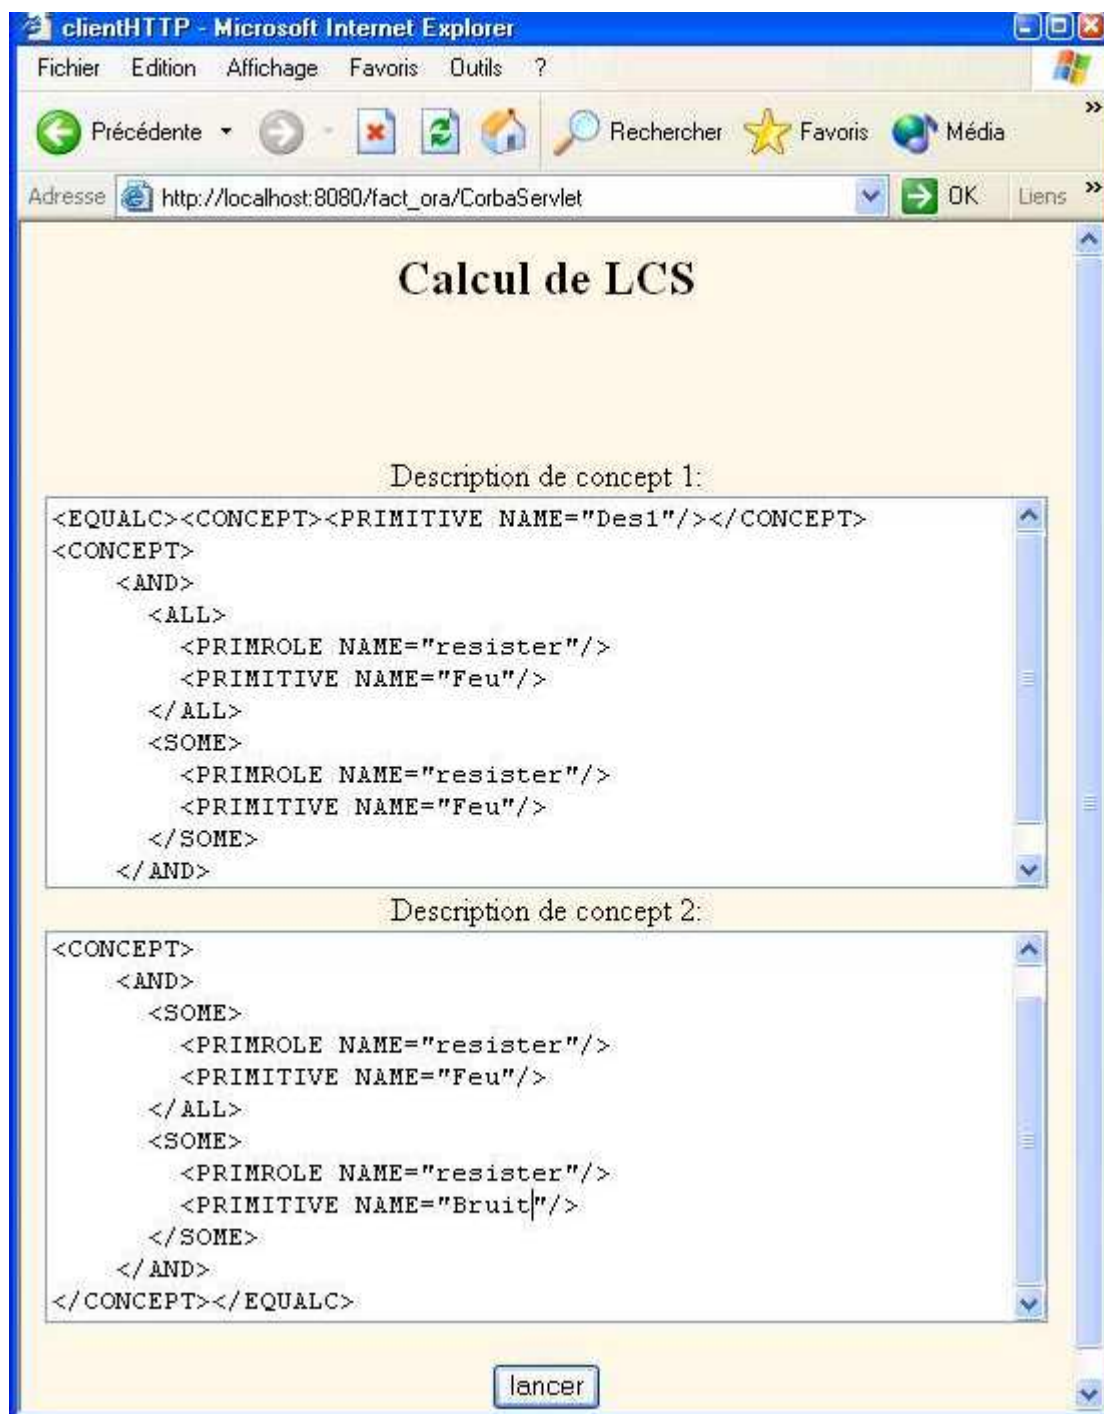 clientHTTP - Microsoft Internet Explorer
Fichier Edition Affichage Favoris Outils ?
Précédente Rechercher Favoris Média »
Adresse http://localhost:8080/fact_ora/CorbaServlet OK Liens »
Calcul de LCS
Description de concept 1:
<EQUALC><CONCEPT><PRIMITIVE NAME="Des1"/></CONCEPT>
<CONCEPT>
<AND>
<ALL>
<PRIMROLE NAME="resister"/>
<PRIMITIVE NAME="Feu"/>
</ALL>
<SOME>
<PRIMROLE NAME="resister"/>
<PRIMITIVE NAME="Feu"/>
</SOME>
</AND>
Description de concept 2:
<CONCEPT>
<AND>
<SOME>
<PRIMROLE NAME="resister"/>
<PRIMITIVE NAME="Feu"/>
</ALL>
<SOME>
<PRIMROLE NAME="resister"/>
<PRIMITIVE NAME="Bruit"/>
</SOME>
</AND>
</CONCEPT></EQUALC>
lancer